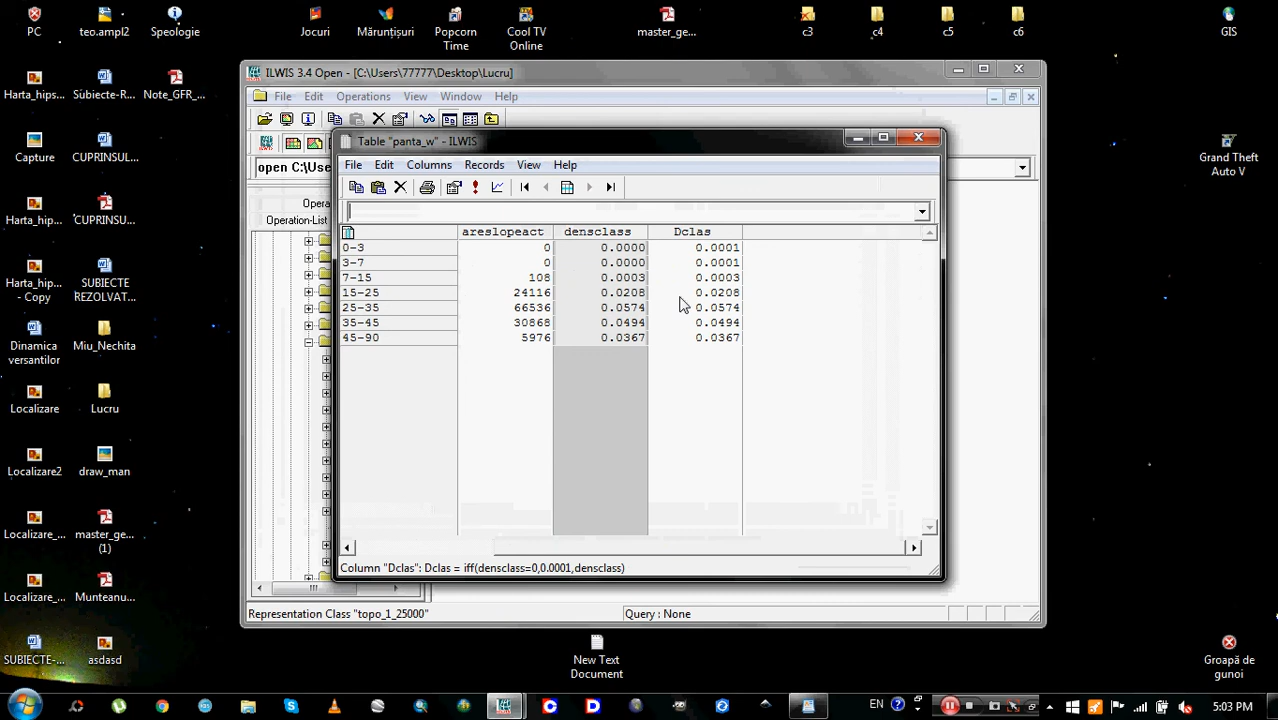 PC
teo.ampl2
Speologie
Jocuri
Mărunțișuri
Popcorn
Time
Cool TV
Online
master_ge...
c3
c4
c5
c6
GIS
Harta_hips...
Subiecte-R...
Note_GFR_...
Capture
CUPRINSUL...
Harta_hip...
CUPRINSU...
Harta_hip...
- Copy
SUBIECTE
REZOLVAT...
Dinamica
versantilor
Miu_Nechita
Localizare
Lucru
Localizare2
draw_man
Localizare_...
master_ge...
(1)
Localizare_...
Munteanu...
SUBIECTE-...
asdasd
New Text
Document
Grand Theft
Auto V
Groapă de
gunoi
ILWIS 3.4 Open - [C:\Users\77777\Desktop\Lucru]
File Edit Operations View Window Help
open C:\Use
Opera
Operation-List
Table "panta_w" - ILWIS
File Edit Columns Records View Help
areslopeact densclass Dclas
0-3 0 0.0000 0.0001
3-7 0 0.0000 0.0001
7-15 108 0.0003 0.0003
15-25 24116 0.0208 0.0208
25-35 66536 0.0574 0.0574
35-45 30868 0.0494 0.0494
45-90 5976 0.0367 0.0367
Column "Dclas": Dclas = iff(densclass=0,0.0001,densclass)
Representation Class "topo_1_25000"
Query : None
EN
5:03 PM